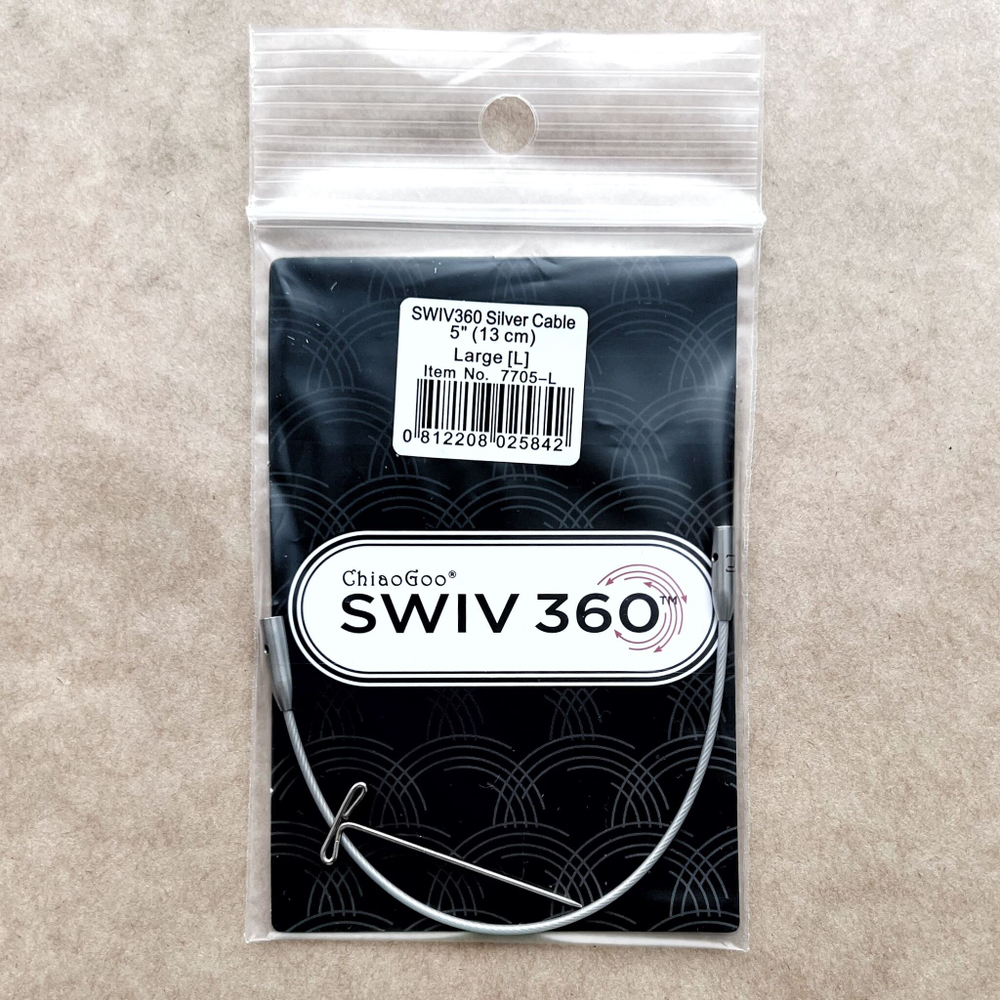 SWIV360 Silver Cable
5" (13 cm)
Large [L]
Item No. 7705-L
0 812208 025842
ChiaoGoo®
SWIV 360™